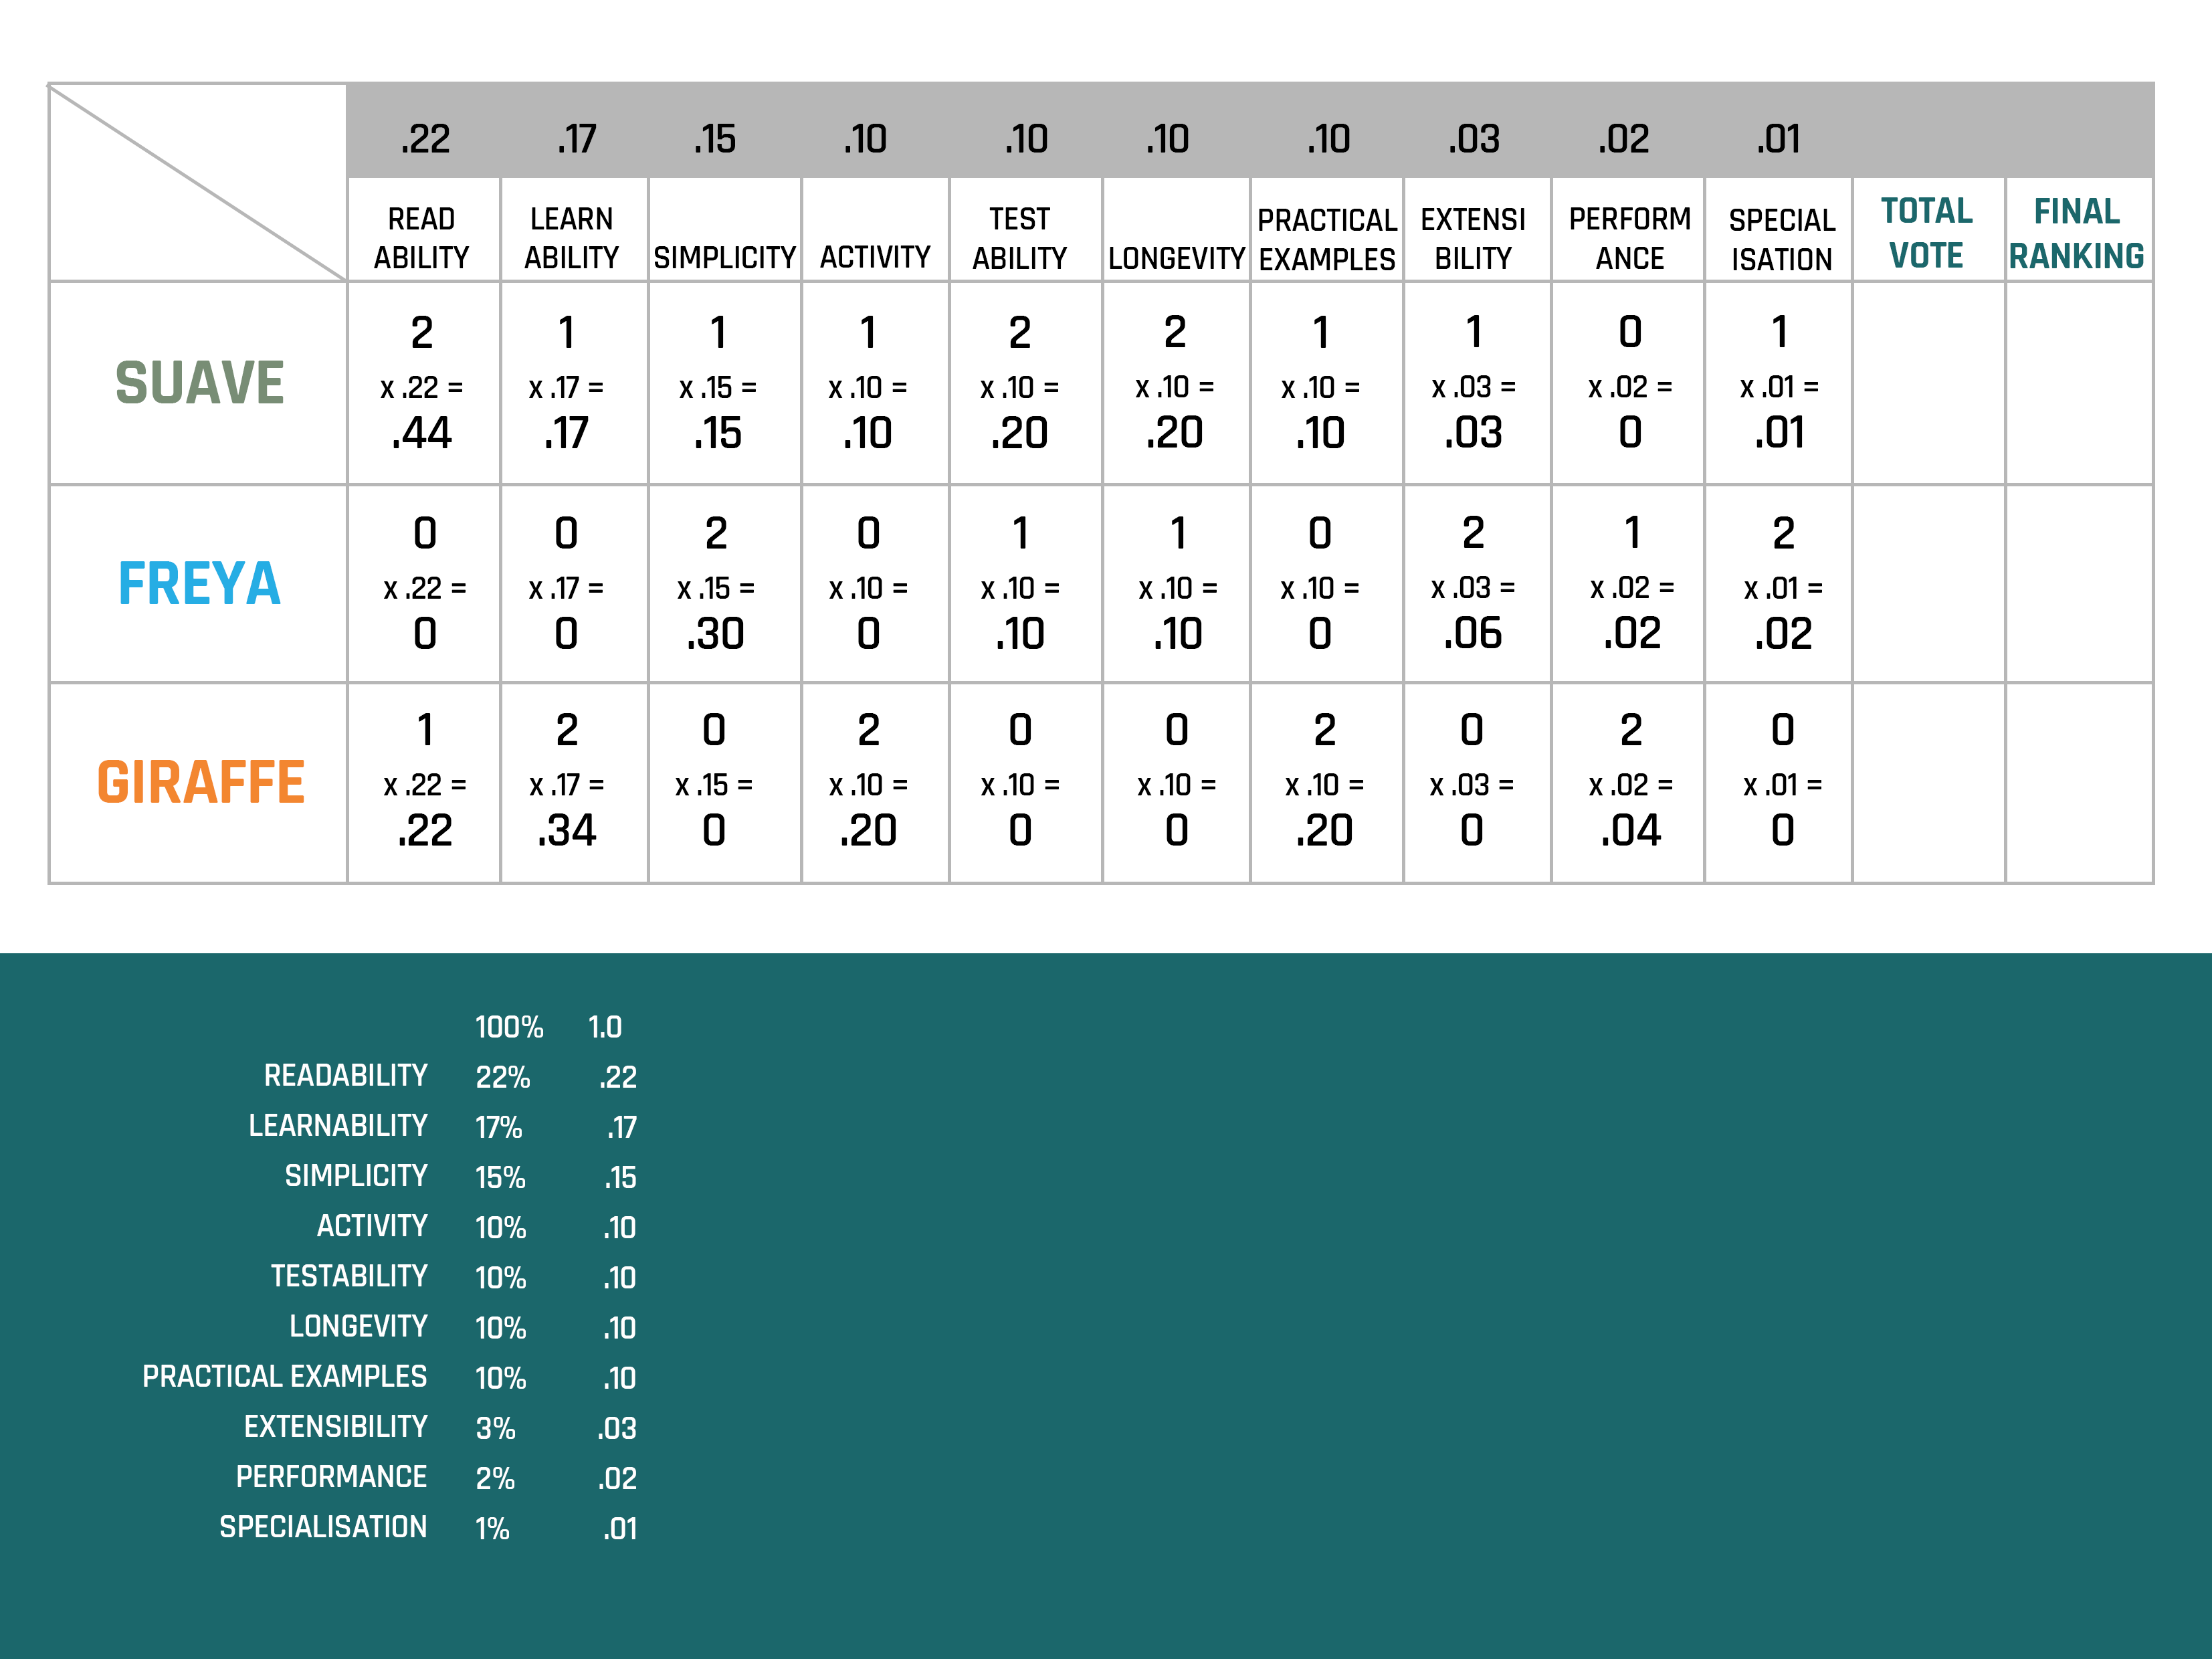 .22 .17 .15 .10 .10 .10 .10 .03 .02 .01
READ ABILITY
LEARN ABILITY
SIMPLICITY
ACTIVITY
TEST ABILITY
LONGEVITY
PRACTICAL EXAMPLES
EXTENSI BILITY
PERFORM ANCE
SPECIAL ISATION
TOTAL VOTE
FINAL RANKING
SUAVE
2 1 1 1 2 2 1 1 0 1
x .22 = x .17 = x .15 = x .10 = x .10 = x .10 = x .10 = x .03 = x .02 = x .01 =
.44 .17 .15 .10 .20 .20 .10 .03 0 .01
FREYA
0 0 2 0 1 1 0 2 1 2
x .22 = x .17 = x .15 = x .10 = x .10 = x .10 = x .10 = x .03 = x .02 = x .01 =
0 0 .30 0 .10 .10 0 .06 .02 .02
GIRAFFE
1 2 0 2 0 0 2 0 2 0
x .22 = x .17 = x .15 = x .10 = x .10 = x .10 = x .10 = x .03 = x .02 = x .01 =
.22 .34 0 .20 0 0 .20 0 .04 0
100% 1.0
READABILITY 22% .22
LEARNABILITY 17% .17
SIMPLICITY 15% .15
ACTIVITY 10% .10
TESTABILITY 10% .10
LONGEVITY 10% .10
PRACTICAL EXAMPLES 10% .10
EXTENSIBILITY 3% .03
PERFORMANCE 2% .02
SPECIALISATION 1% .01